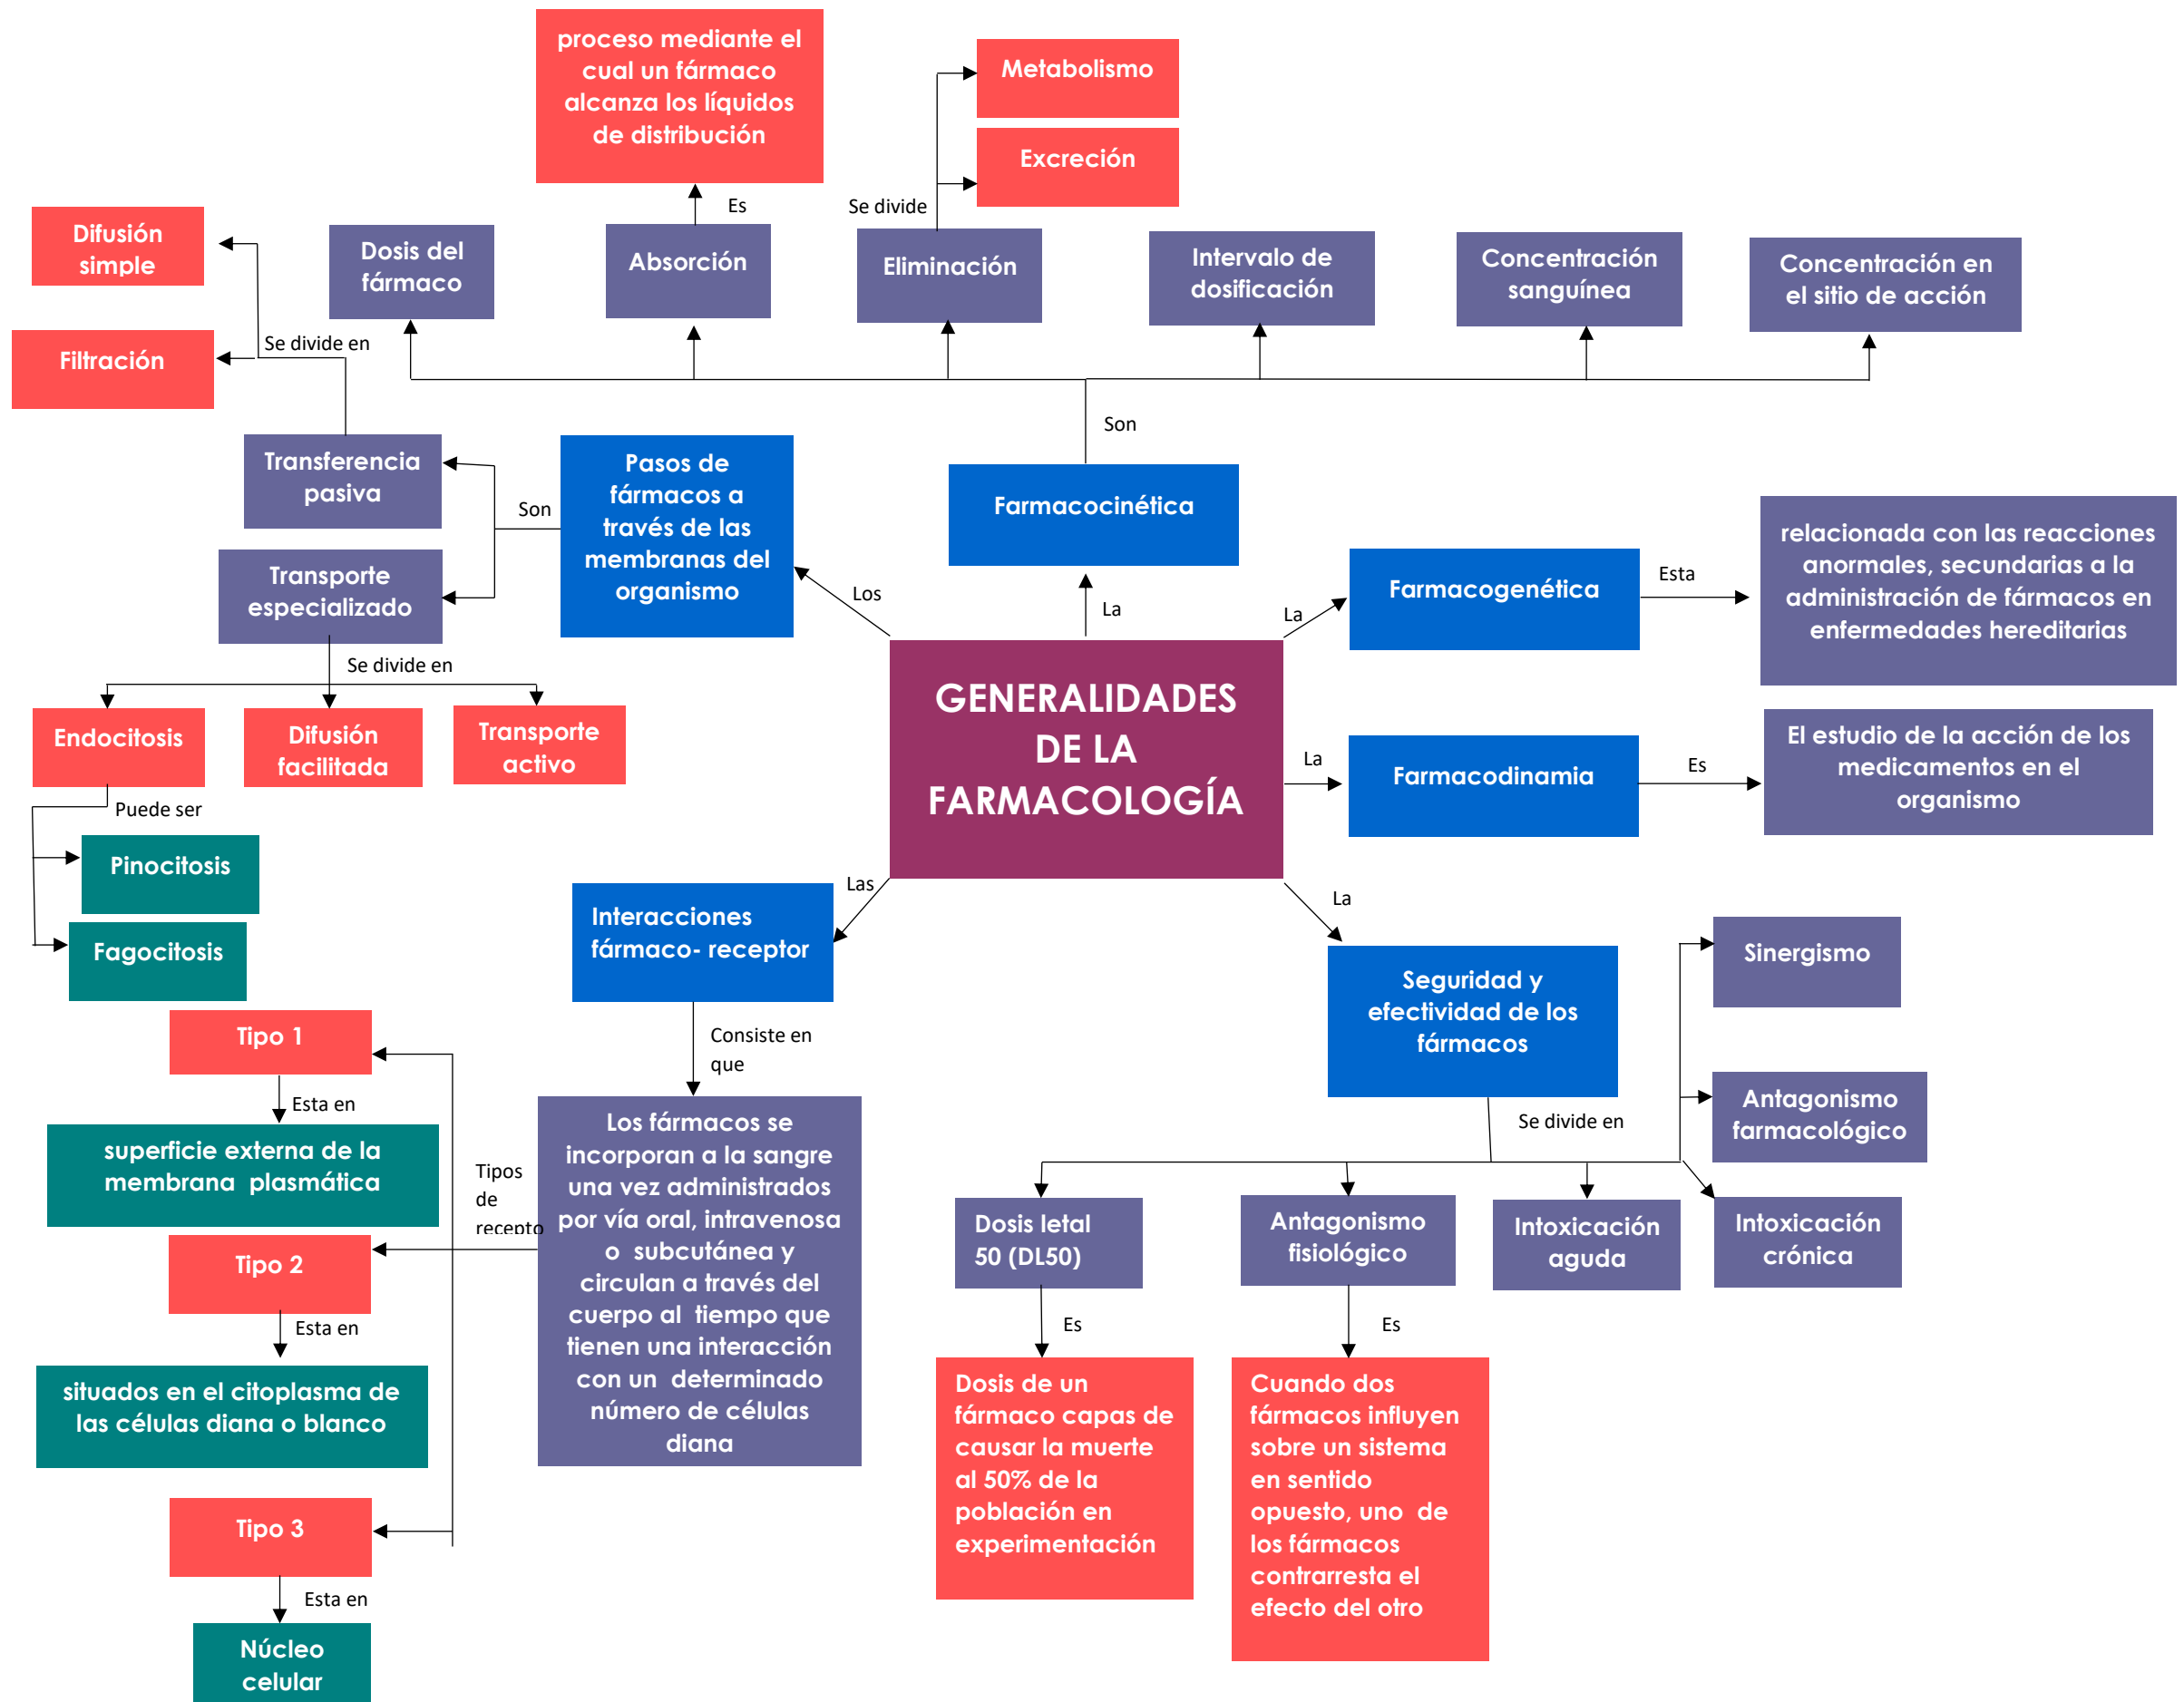 proceso mediante el
cual un fármaco
alcanza los líquidos
de distribución
Metabolismo
Excreción
Es
Se divide
Difusión
simple
Dosis del
fármaco
Absorción
Eliminación
Intervalo de
dosificación
Concentración
sanguínea
Concentración en
el sitio de acción
Filtración
Se divide en
Son
Transferencia
pasiva
Son
Pasos de
fármacos a
través de las
membranas del
organismo
Farmacocinética
Transporte
especializado
Los
La
La
Farmacogenética
Esta
relacionada con las reacciones
anormales, secundarias a la
administración de fármacos en
enfermedades hereditarias
Se divide en
Endocitosis
Difusión
facilitada
Transporte
activo
GENERALIDADES
DE LA
FARMACOLOGÍA
La
Farmacodinamia
Es
El estudio de la acción de los
medicamentos en el
organismo
Puede ser
Pinocitosis
Fagocitosis
Las
Interacciones
fármaco- receptor
La
Seguridad y
efectividad de los
fármacos
Sinergismo
Consiste en
que
Tipo 1
Esta en
superficie externa de la
membrana plasmática
Tipos
de
recepto
Los fármacos se
incorporan a la sangre
una vez administrados
por vía oral, intravenosa
o subcutánea y
circulan a través del
cuerpo al tiempo que
tienen una interacción
con un determinado
número de células
diana
Se divide en
Antagonismo
farmacológico
Tipo 2
Esta en
situados en el citoplasma de
las células diana o blanco
Dosis letal
50 (DL50)
Antagonismo
fisiológico
Intoxicación
aguda
Intoxicación
crónica
Es
Es
Dosis de un
fármaco capas de
causar la muerte
al 50% de la
población en
experimentación
Cuando dos
fármacos influyen
sobre un sistema
en sentido
opuesto, uno de
los fármacos
contrarresta el
efecto del otro
Tipo 3
Esta en
Núcleo
celular